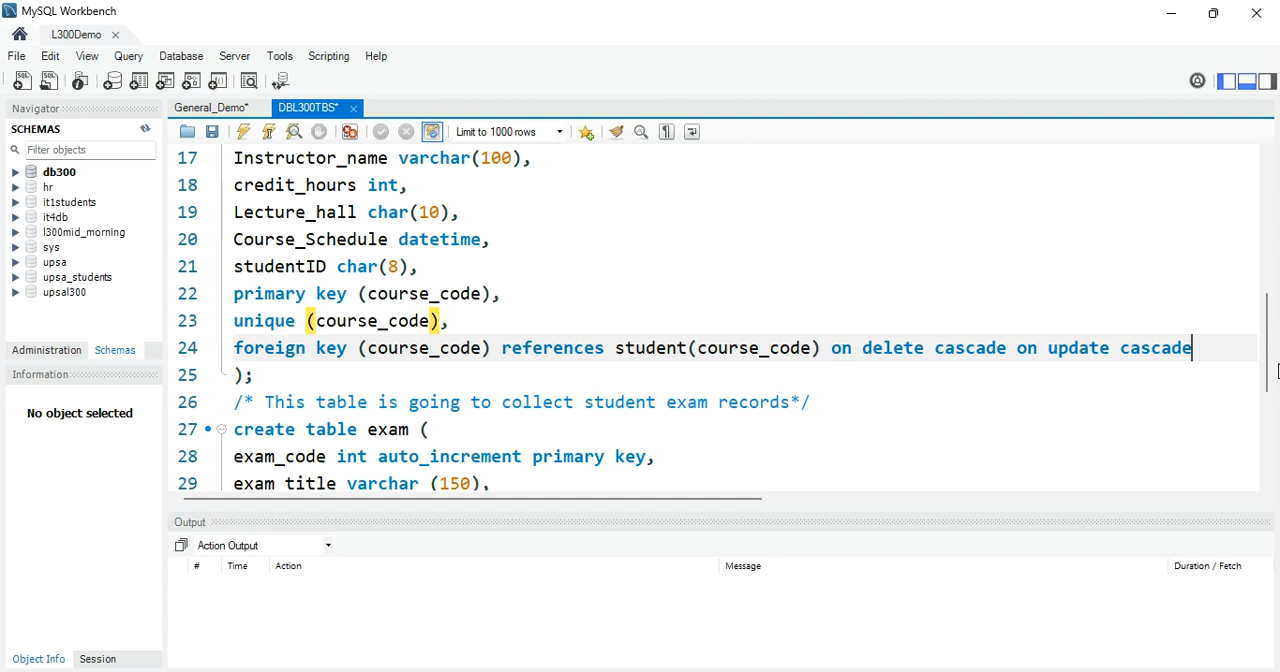 MySQL Workbench
L300Demo
File Edit View Query Database Server Tools Scripting Help
Navigator
SCHEMAS
Filter objects
db300
hr
it1students
it4db
l300mid_morning
sys
upsa
upsa_students
upsal300
Administration Schemas
Information
No object selected
Object Info Session
General_Demo* DBL300TBS*
Limit to 1000 rows
17 Instructor_name varchar(100),
18 credit_hours int,
19 Lecture_hall char(10),
20 Course_Schedule datetime,
21 studentID char(8),
22 primary key (course_code),
23 unique (course_code),
24 foreign key (course_code) references student(course_code) on delete cascade on update cascade
25 );
26 /* This table is going to collect student exam records*/
27 create table exam (
28 exam_code int auto_increment primary key,
29 exam_title varchar (150),
Output
Action Output
# Time Action Message Duration / Fetch